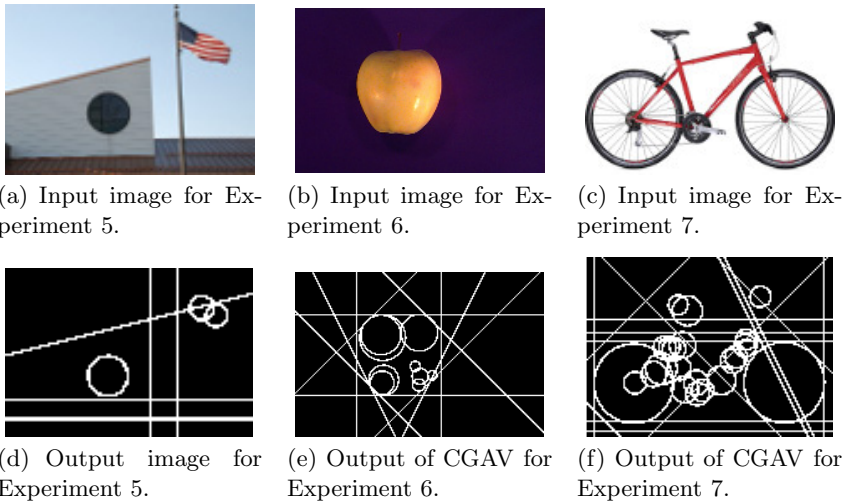 (a) Input image for Ex-
periment 5.
(b) Input image for Ex-
periment 6.
(c) Input image for Ex-
periment 7.
(d) Output image for
Experiment 5.
(e) Output of CGAV for
Experiment 6.
(f) Output of CGAV for
Experiment 7.